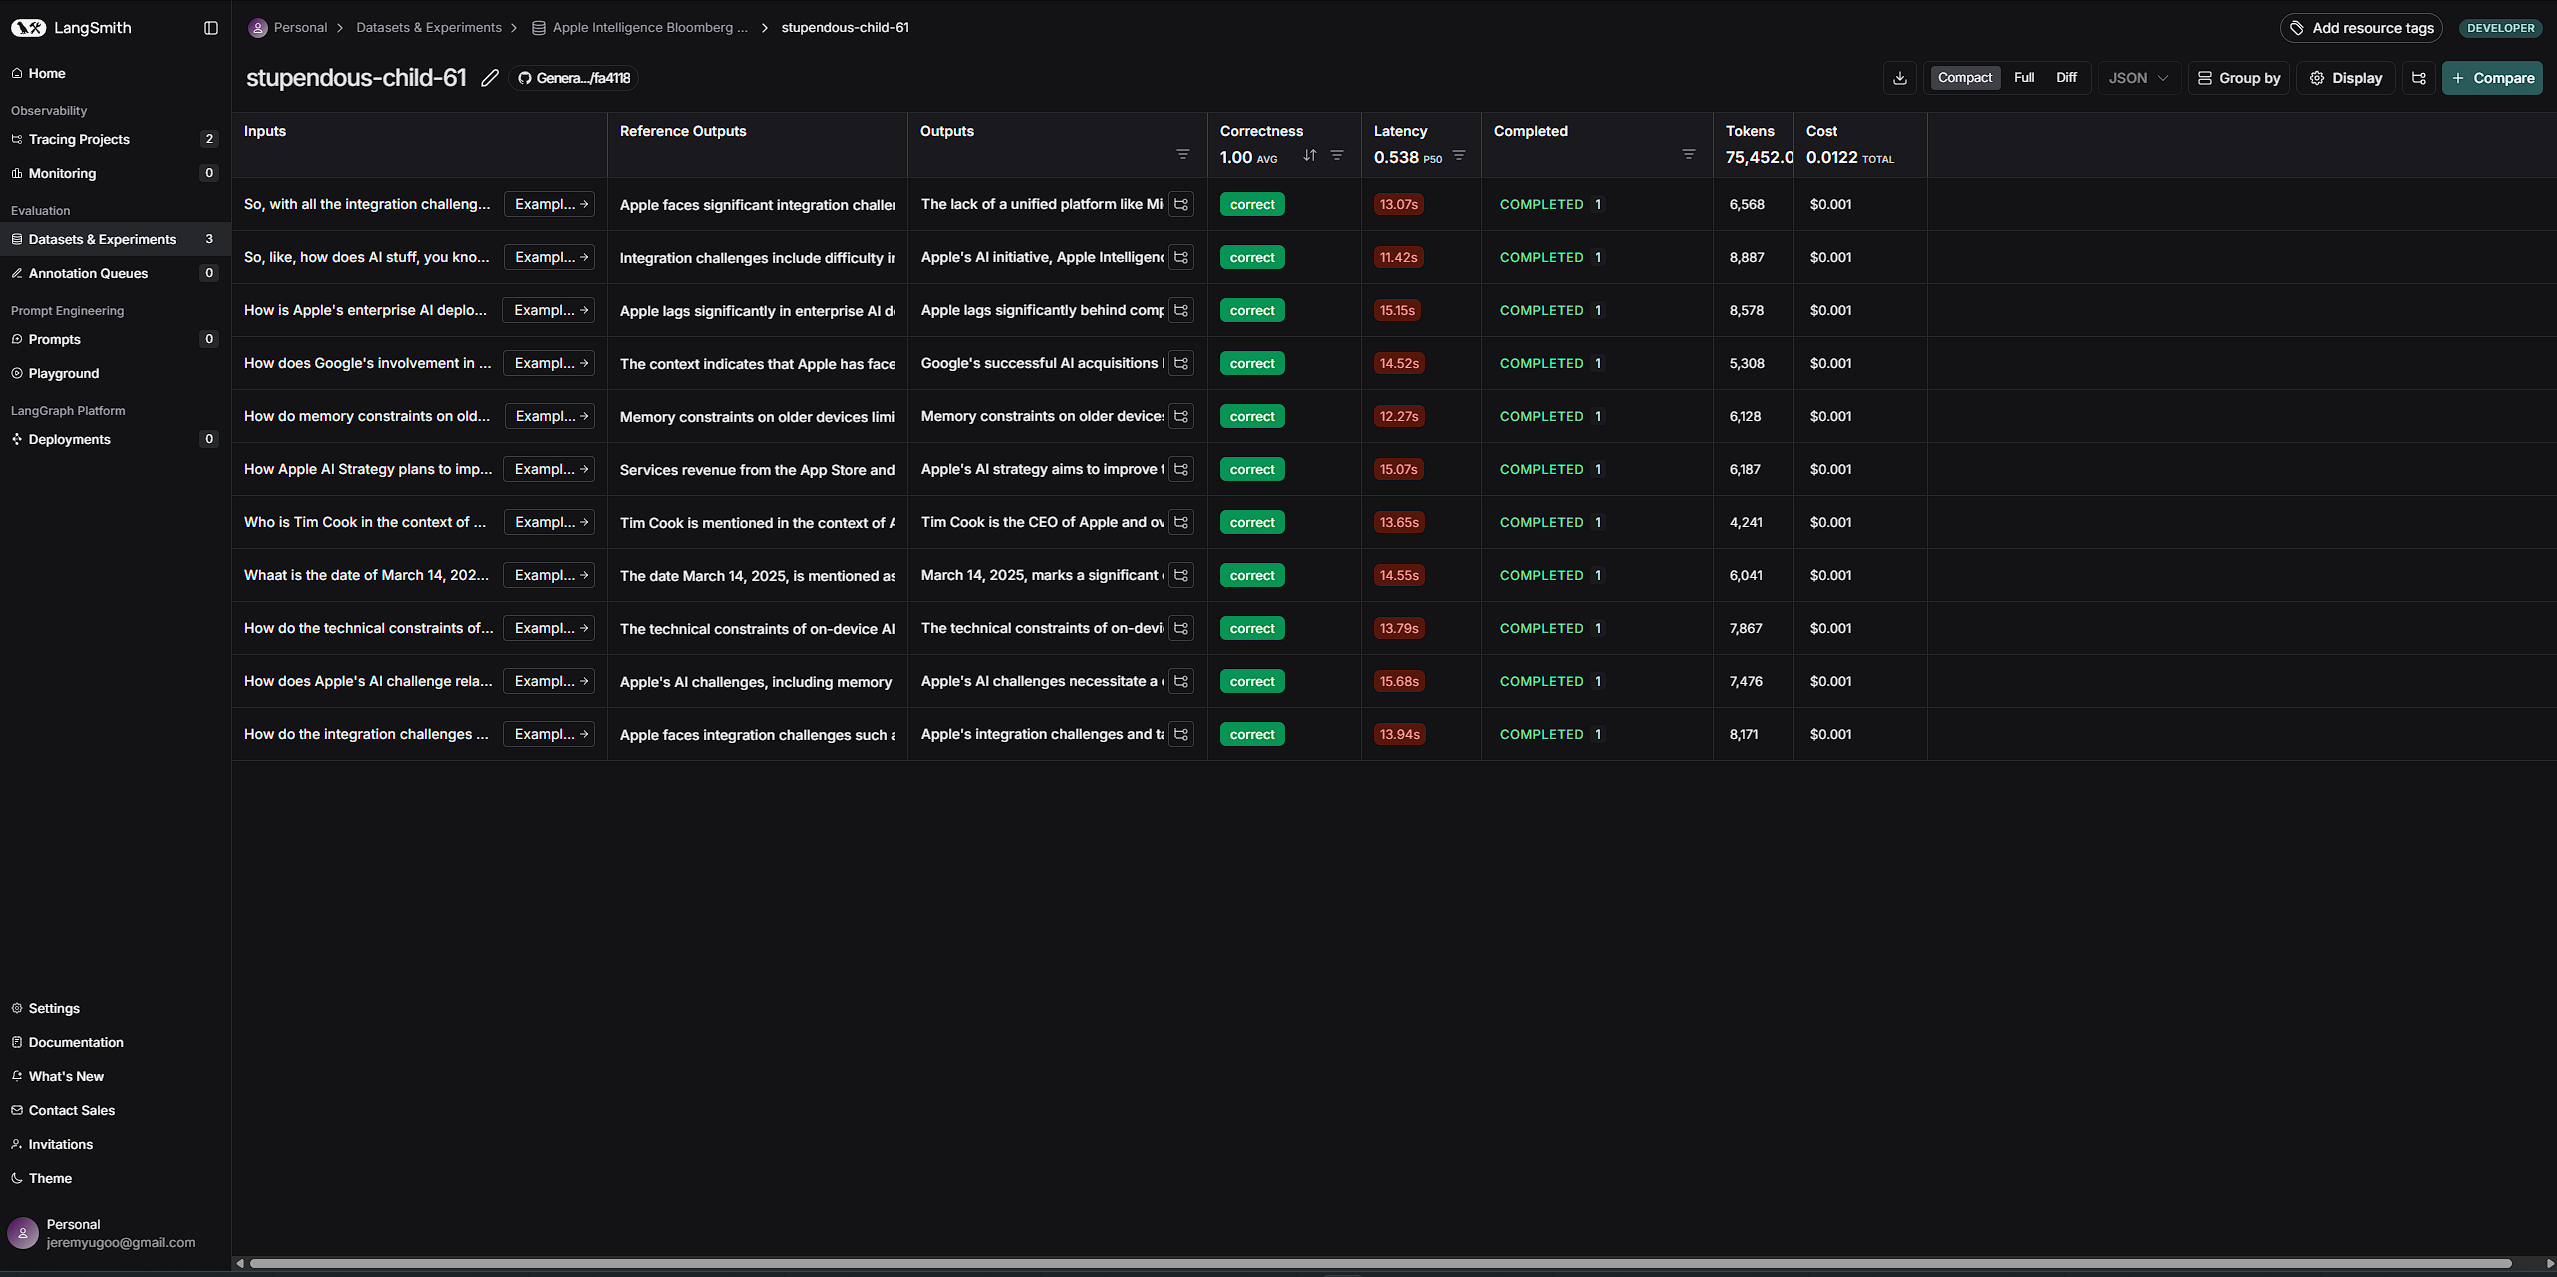 LangSmith
Home
Observability
Tracing Projects 2
Monitoring 0
Evaluation
Datasets & Experiments 3
Annotation Queues 0
Prompt Engineering
Prompts 0
Playground
LangGraph Platform
Deployments 0
Settings
Documentation
What's New
Contact Sales
Invitations
Theme
Personal
jeremyugoo@gmail.com
Personal > Datasets & Experiments > Apple Intelligence Bloomberg ... > stupendous-child-61
Add resource tags DEVELOPER
stupendous-child-61 Genera.../fa4118
Compact Full Diff JSON Group by Display + Compare
Inputs Reference Outputs Outputs Correctness Latency Completed Tokens Cost
1.00 AVG 0.538 P50 75,452.0 0.0122 TOTAL
So, with all the integration challeng... Exampl... → Apple faces significant integration challer The lack of a unified platform like Mi correct 13.07s COMPLETED 1 6,568 $0.001
So, like, how does AI stuff, you kno... Exampl... → Integration challenges include difficulty ir Apple's AI initiative, Apple Intelligenc correct 11.42s COMPLETED 1 8,887 $0.001
How is Apple's enterprise AI deplo... Exampl... → Apple lags significantly in enterprise AI d Apple lags significantly behind comp correct 15.15s COMPLETED 1 8,578 $0.001
How does Google's involvement in ... Exampl... → The context indicates that Apple has face Google's successful AI acquisitions correct 14.52s COMPLETED 1 5,308 $0.001
How do memory constraints on old... Exampl... → Memory constraints on older devices limi Memory constraints on older devices correct 12.27s COMPLETED 1 6,128 $0.001
How Apple AI Strategy plans to imp... Exampl... → Services revenue from the App Store and Apple's AI strategy aims to improve t correct 15.07s COMPLETED 1 6,187 $0.001
Who is Tim Cook in the context of ... Exampl... → Tim Cook is mentioned in the context of A Tim Cook is the CEO of Apple and ov correct 13.65s COMPLETED 1 4,241 $0.001
Whaat is the date of March 14, 202... Exampl... → The date March 14, 2025, is mentioned as March 14, 2025, marks a significant correct 14.55s COMPLETED 1 6,041 $0.001
How do the technical constraints of... Exampl... → The technical constraints of on-device AI The technical constraints of on-devi correct 13.79s COMPLETED 1 7,867 $0.001
How does Apple's AI challenge rela... Exampl... → Apple's AI challenges, including memory Apple's AI challenges necessitate a correct 15.68s COMPLETED 1 7,476 $0.001
How do the integration challenges ... Exampl... → Apple faces integration challenges such a Apple's integration challenges and ta correct 13.94s COMPLETED 1 8,171 $0.001